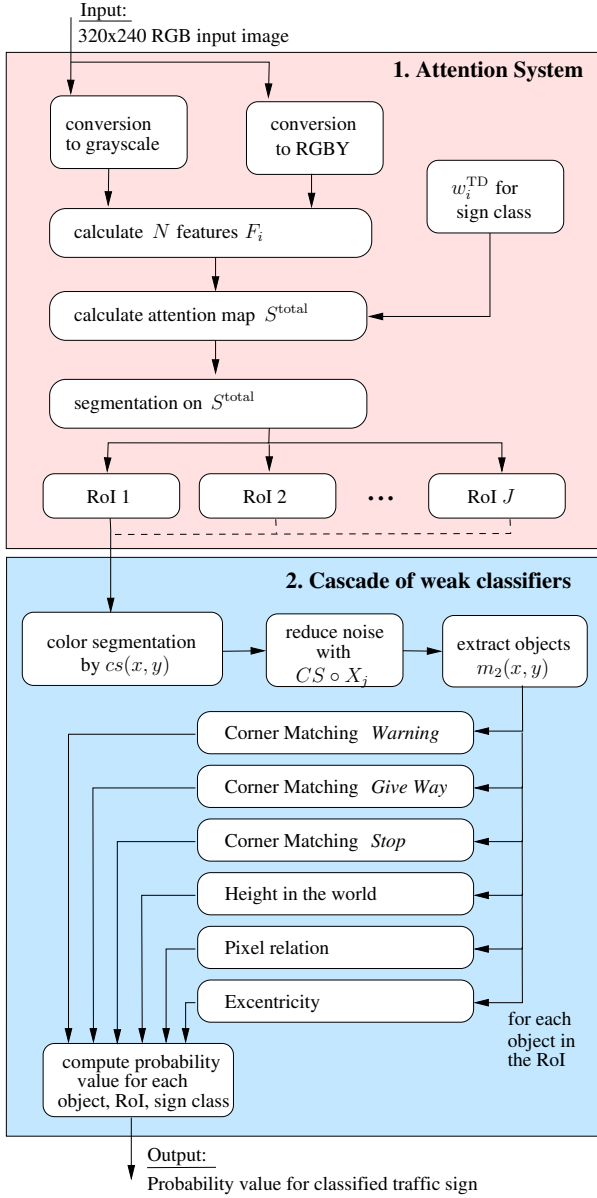 Input:
320x240 RGB input image
1. Attention System
conversion
to grayscale
conversion
to RGBY
$w_i^{\mathrm{TD}}$ for
sign class
calculate $N$ features $F_i$
calculate attention map $S^{\mathrm{total}}$
segmentation on $S^{\mathrm{total}}$
RoI 1
RoI 2
...
RoI $J$
2. Cascade of weak classifiers
color segmentation
by $cs(x, y)$
reduce noise
with
$CS \circ X_j$
extract objects
$m_2(x, y)$
Corner Matching Warning
Corner Matching Give Way
Corner Matching Stop
Height in the world
Pixel relation
Excentricity
for each
object in
the RoI
compute probability
value for each
object, RoI, sign class
Output:
Probability value for classified traffic sign